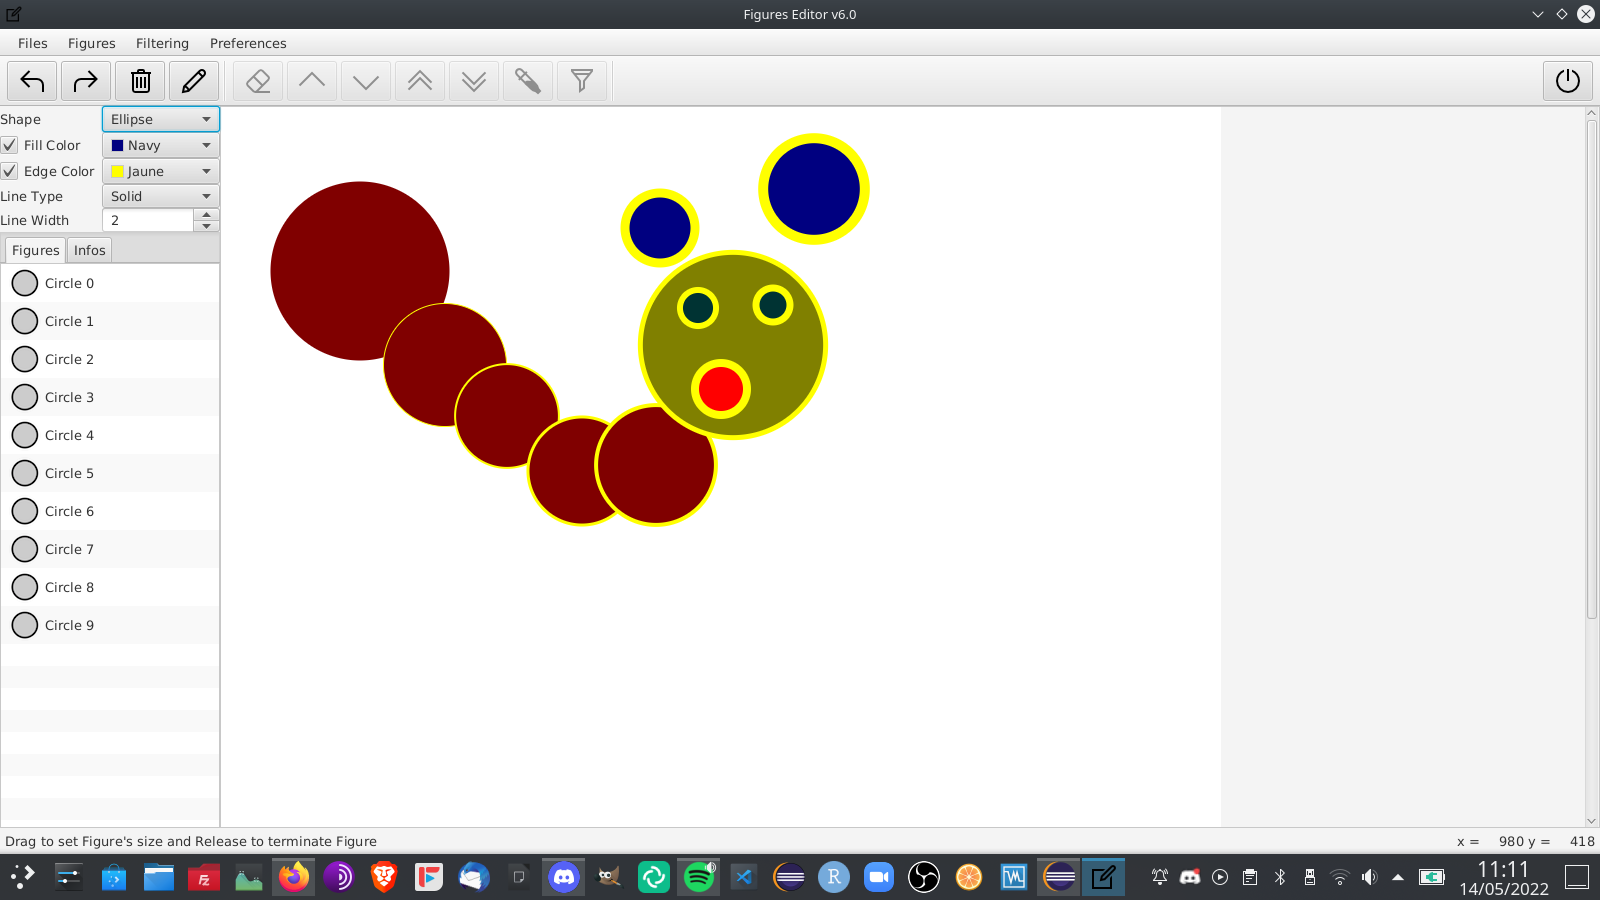 Figures Editor v6.0
Files Figures Filtering Preferences
Shape Ellipse
Fill Color Navy
Edge Color Jaune
Line Type Solid
Line Width 2
Figures Infos
Circle 0
Circle 1
Circle 2
Circle 3
Circle 4
Circle 5
Circle 6
Circle 7
Circle 8
Circle 9
Drag to set Figure's size and Release to terminate Figure x = 980 y = 418
11:11
14/05/2022